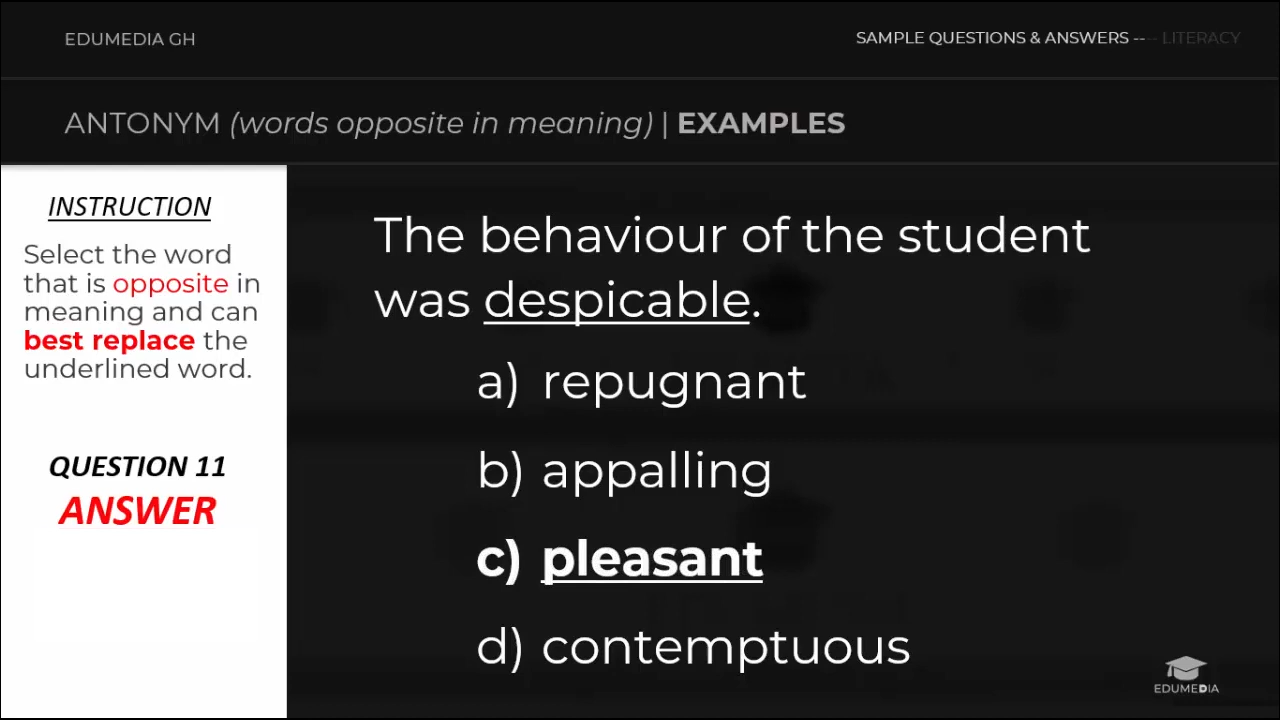 EDUMEDIA GH
SAMPLE QUESTIONS & ANSWERS ---- LITERACY
ANTONYM (words opposite in meaning) | EXAMPLES
INSTRUCTION
Select the word
that is opposite in
meaning and can
best replace the
underlined word.
QUESTION 11
ANSWER
The behaviour of the student
was despicable.
a) repugnant
b) appalling
c) pleasant
d) contemptuous
EDUMEDIA